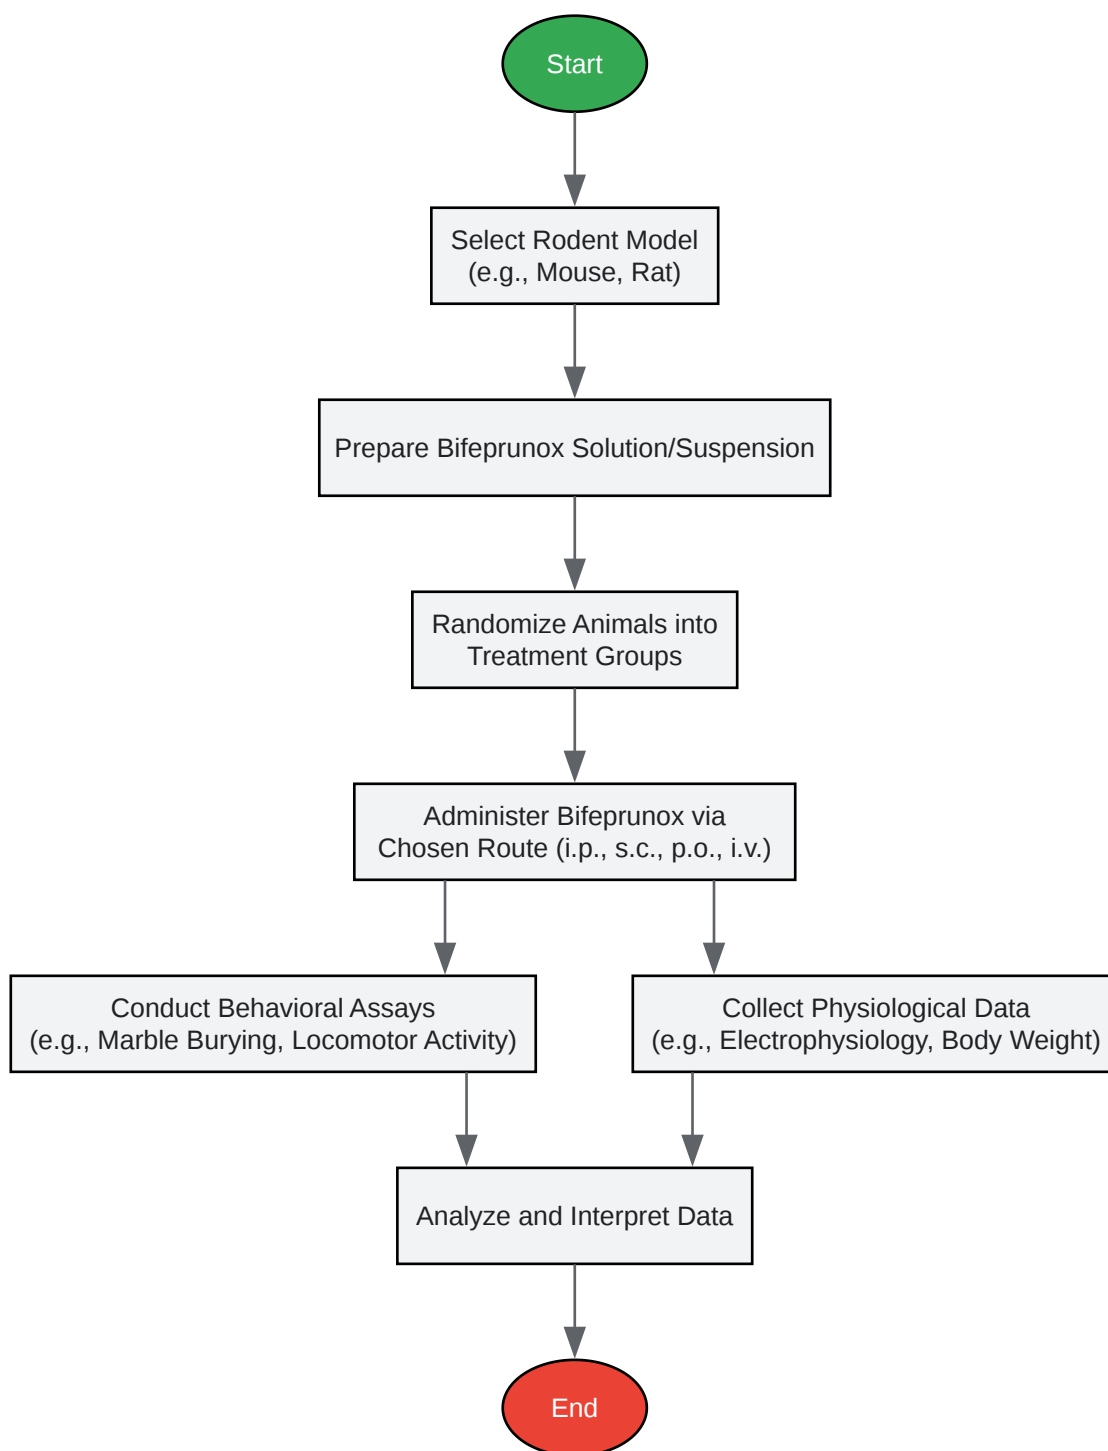 Start
Select Rodent Model
(e.g., Mouse, Rat)
Prepare Bifeprunox Solution/Suspension
Randomize Animals into
Treatment Groups
Administer Bifeprunox via
Chosen Route (i.p., s.c., p.o., i.v.)
Conduct Behavioral Assays
(e.g., Marble Burying, Locomotor Activity)
Collect Physiological Data
(e.g., Electrophysiology, Body Weight)
Analyze and Interpret Data
End